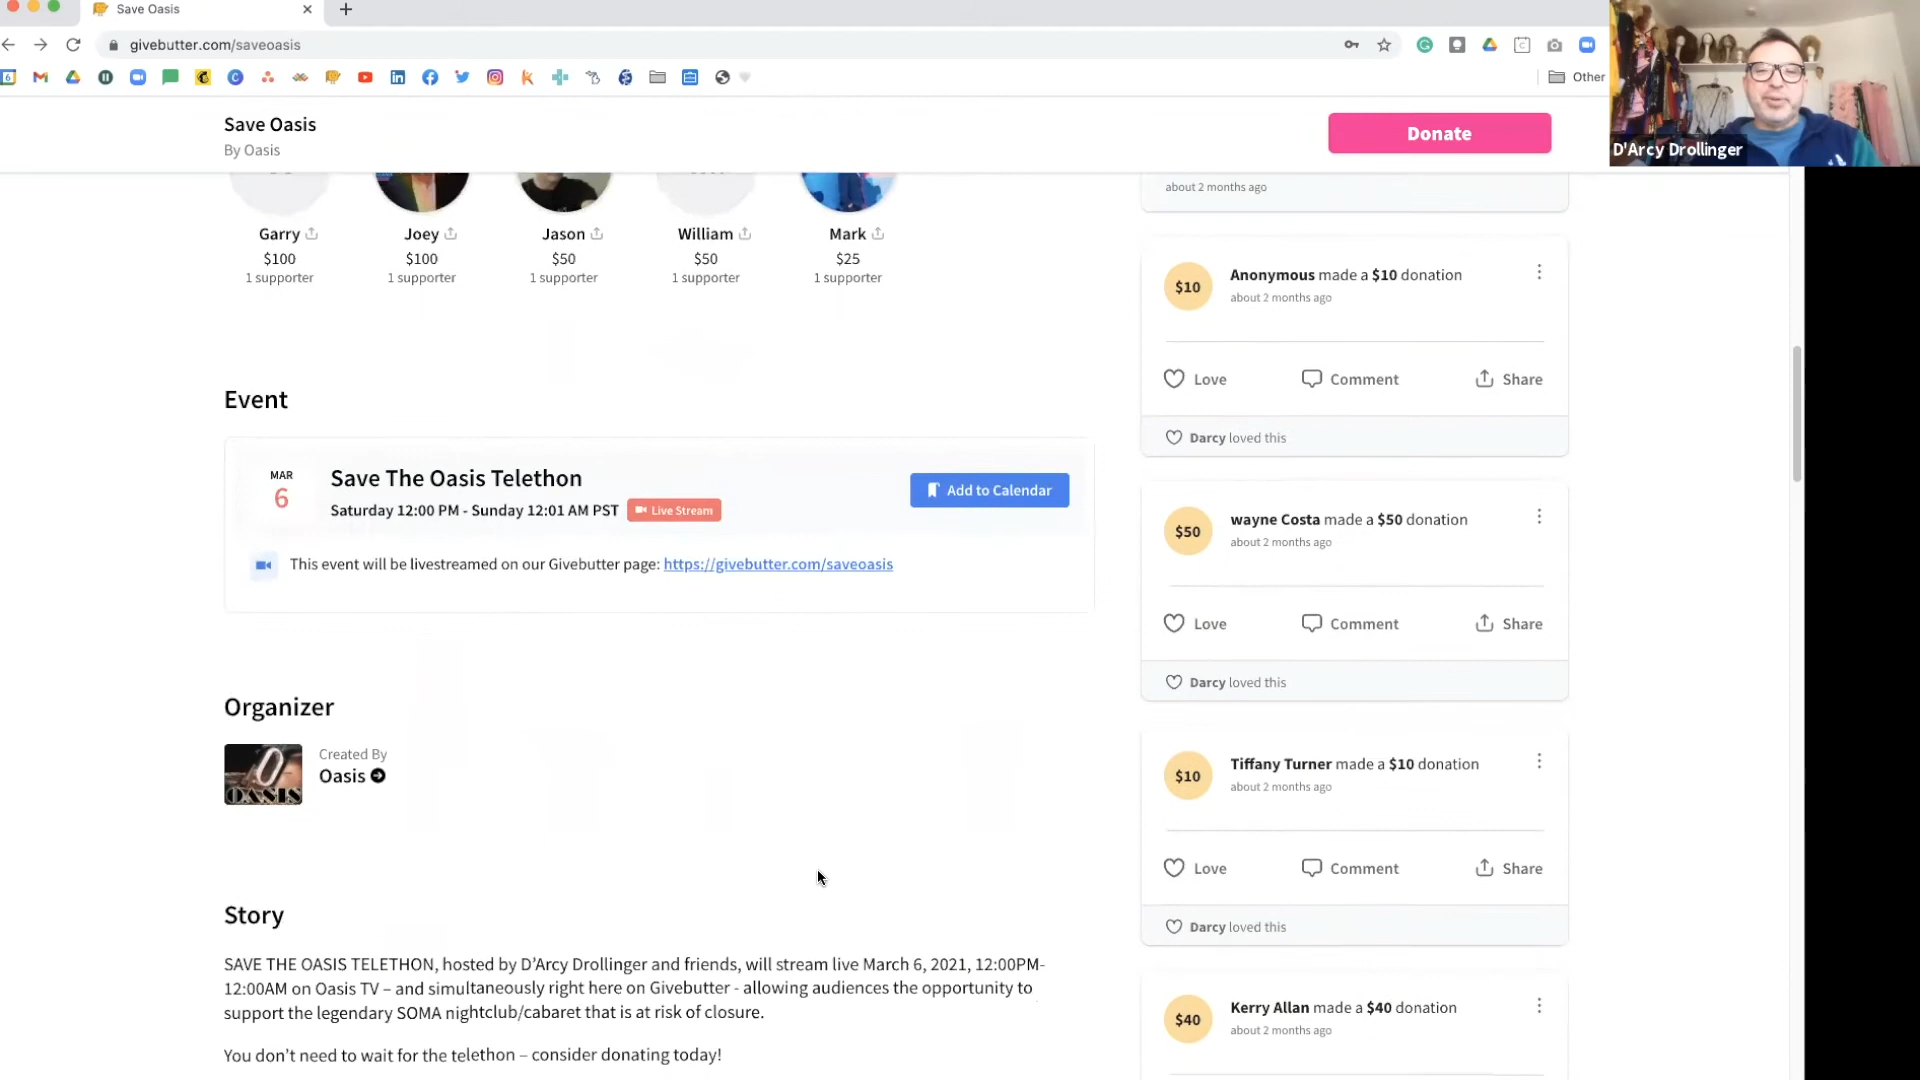 Save Oasis
givebutter.com/saveoasis
Other
Save Oasis
By Oasis
Donate
D'Arcy Drollinger
Garry
$100
1 supporter
Joey
$100
1 supporter
Jason
$50
1 supporter
William
$50
1 supporter
Mark
$25
1 supporter
Event
MAR
6
Save The Oasis Telethon
Saturday 12:00 PM - Sunday 12:01 AM PST
Live Stream
Add to Calendar
This event will be livestreamed on our Givebutter page: https://givebutter.com/saveoasis
Organizer
OASIS
Created By
Oasis
Story
SAVE THE OASIS TELETHON, hosted by D’Arcy Drollinger and friends, will stream live March 6, 2021, 12:00PM-
12:00AM on Oasis TV – and simultaneously right here on Givebutter - allowing audiences the opportunity to
support the legendary SOMA nightclub/cabaret that is at risk of closure.
You don’t need to wait for the telethon – consider donating today!
about 2 months ago
$10
Anonymous made a $10 donation
about 2 months ago
Love
Comment
Share
Darcy loved this
$50
wayne Costa made a $50 donation
about 2 months ago
Love
Comment
Share
Darcy loved this
$10
Tiffany Turner made a $10 donation
about 2 months ago
Love
Comment
Share
Darcy loved this
$40
Kerry Allan made a $40 donation
about 2 months ago